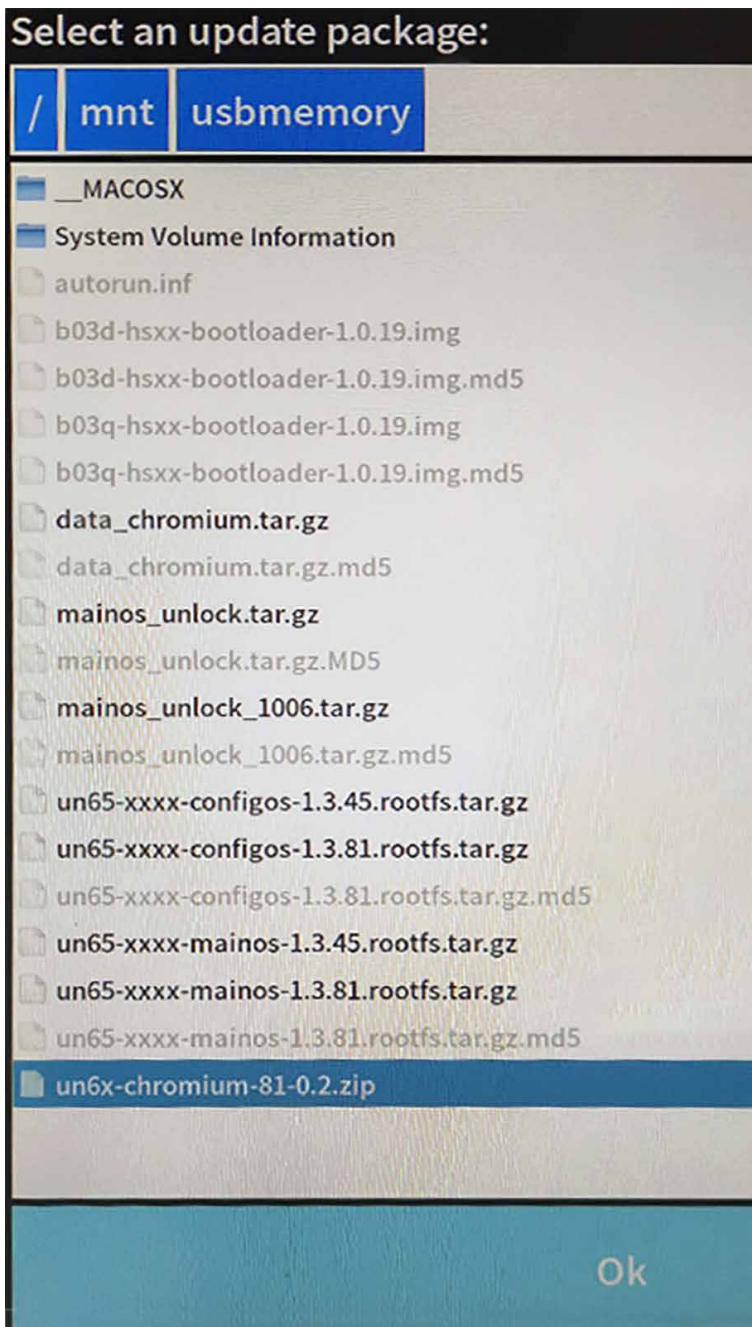 Select an update package:
/ mnt usbmemory
__MACOSX
System Volume Information
autorun.inf
b03d-hsxx-bootloader-1.0.19.img
b03d-hsxx-bootloader-1.0.19.img.md5
b03q-hsxx-bootloader-1.0.19.img
b03q-hsxx-bootloader-1.0.19.img.md5
data_chromium.tar.gz
data_chromium.tar.gz.md5
mainos_unlock.tar.gz
mainos_unlock.tar.gz.MD5
mainos_unlock_1006.tar.gz
mainos_unlock_1006.tar.gz.md5
un65-xxxx-configos-1.3.45.rootfs.tar.gz
un65-xxxx-configos-1.3.81.rootfs.tar.gz
un65-xxxx-configos-1.3.81.rootfs.tar.gz.md5
un65-xxxx-mainos-1.3.45.rootfs.tar.gz
un65-xxxx-mainos-1.3.81.rootfs.tar.gz
un65-xxxx-mainos-1.3.81.rootfs.tar.gz.md5
un6x-chromium-81-0.2.zip
Ok